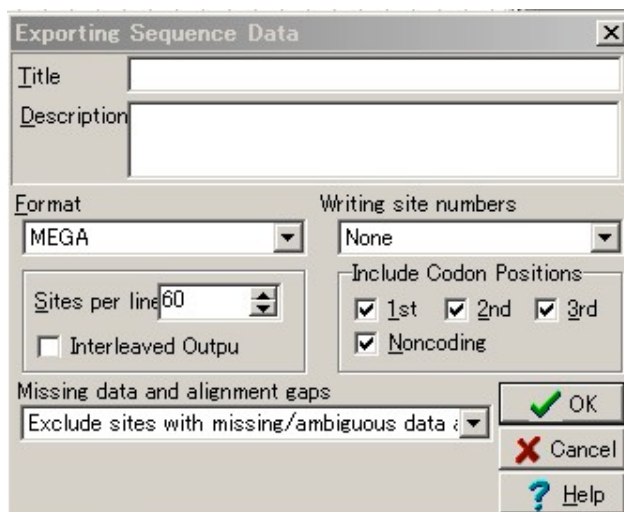 Exporting Sequence Data
Title
Description
Format
Writing site numbers
MEGA
None
Sites per line 60
Interleaved Outpu
Include Codon Positions
1st 2nd 3rd
Noncoding
Missing data and alignment gaps
Exclude sites with missing/ambiguous data
OK
Cancel
? Help